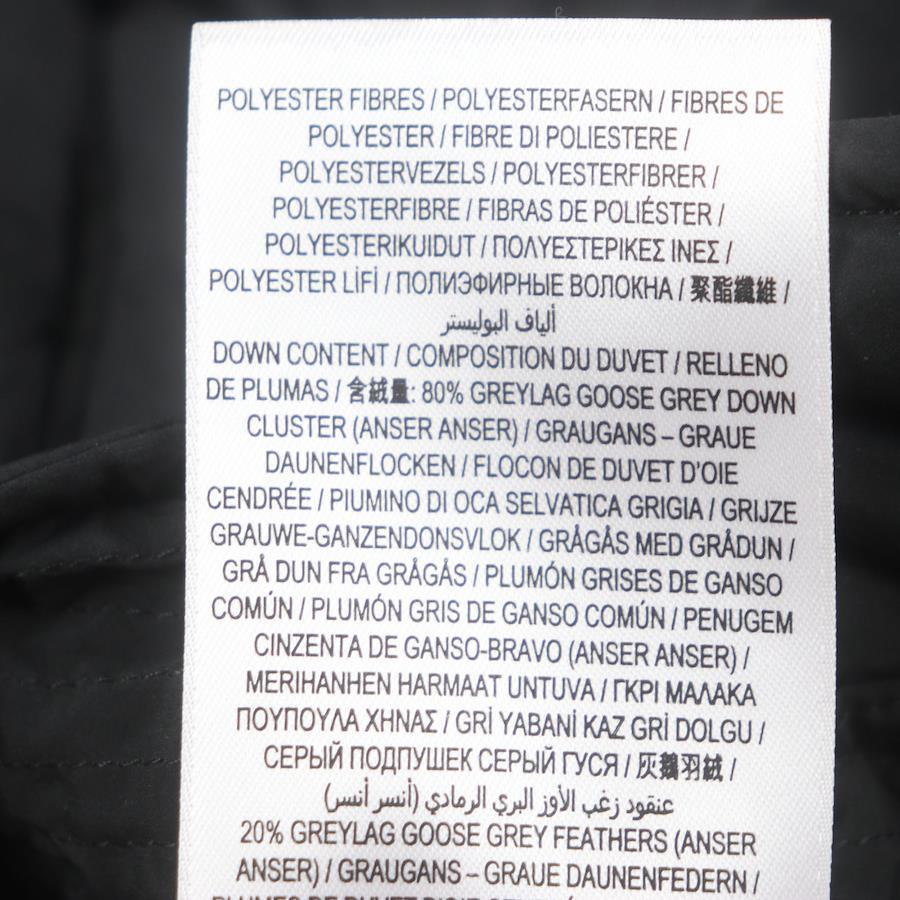 POLYESTER FIBRES / POLYESTERFASERN / FIBRES DE
POLYESTER / FIBRE DI POLIESTERE /
POLYESTERVEZELS / POLYESTERFIBRER /
POLYESTERFIBRE / FIBRAS DE POLIÉSTER /
POLYESTERIKUIDUT / ΠΟΛΥΕΣΤΕΡΙΚΕΣ ΙΝΕΣ /
POLYESTER LİFİ / ПОЛИЭФИРНЫЕ ВОЛОКНА / 聚酯纖維 /
ألياف البوليستر
DOWN CONTENT / COMPOSITION DU DUVET / RELLENO
DE PLUMAS / 含絨量: 80% GREYLAG GOOSE GREY DOWN
CLUSTER (ANSER ANSER) / GRAUGANS – GRAUE
DAUNENFLOCKEN / FLOCON DE DUVET D'OIE
CENDRÉE / PIUMINO DI OCA SELVATICA GRIGIA / GRIJZE
GRAUWE-GANZENDONSVLOK / GRÅGÅS MED GRÅDUN /
GRÅ DUN FRA GRÅGÅS / PLUMÓN GRISES DE GANSO
COMÚN / PLUMÓN GRIS DE GANSO COMÚN / PENUGEM
CINZENTA DE GANSO-BRAVO (ANSER ANSER) /
MERIHANHEN HARMAAT UNTUVA / ΓΚΡΙ ΜΑΛΑΚΑ
ΠΟΥΠΟΥΛΑ ΧΗΝΑΣ / GRİ YABANİ KAZ GRİ DOLGU /
СЕРЫЙ ПОДПУШЕК СЕРЫЙ ГУСЯ / 灰鵝羽絨 /
عنقود زغب الأوز البري الرمادي (أنسر أنسر)
20% GREYLAG GOOSE GREY FEATHERS (ANSER
ANSER) / GRAUGANS – GRAUE DAUNENFEDERN /